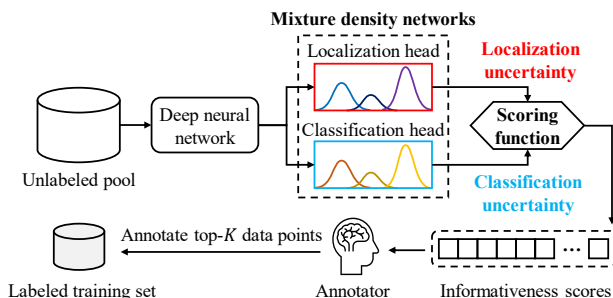 Mixture density networks
Localization head
Localization
uncertainty
Deep neural
network
Scoring
function
Classification head
Unlabeled pool
Classification
uncertainty
Annotate top-K data points
...
Labeled training set
Annotator
Informativeness scores